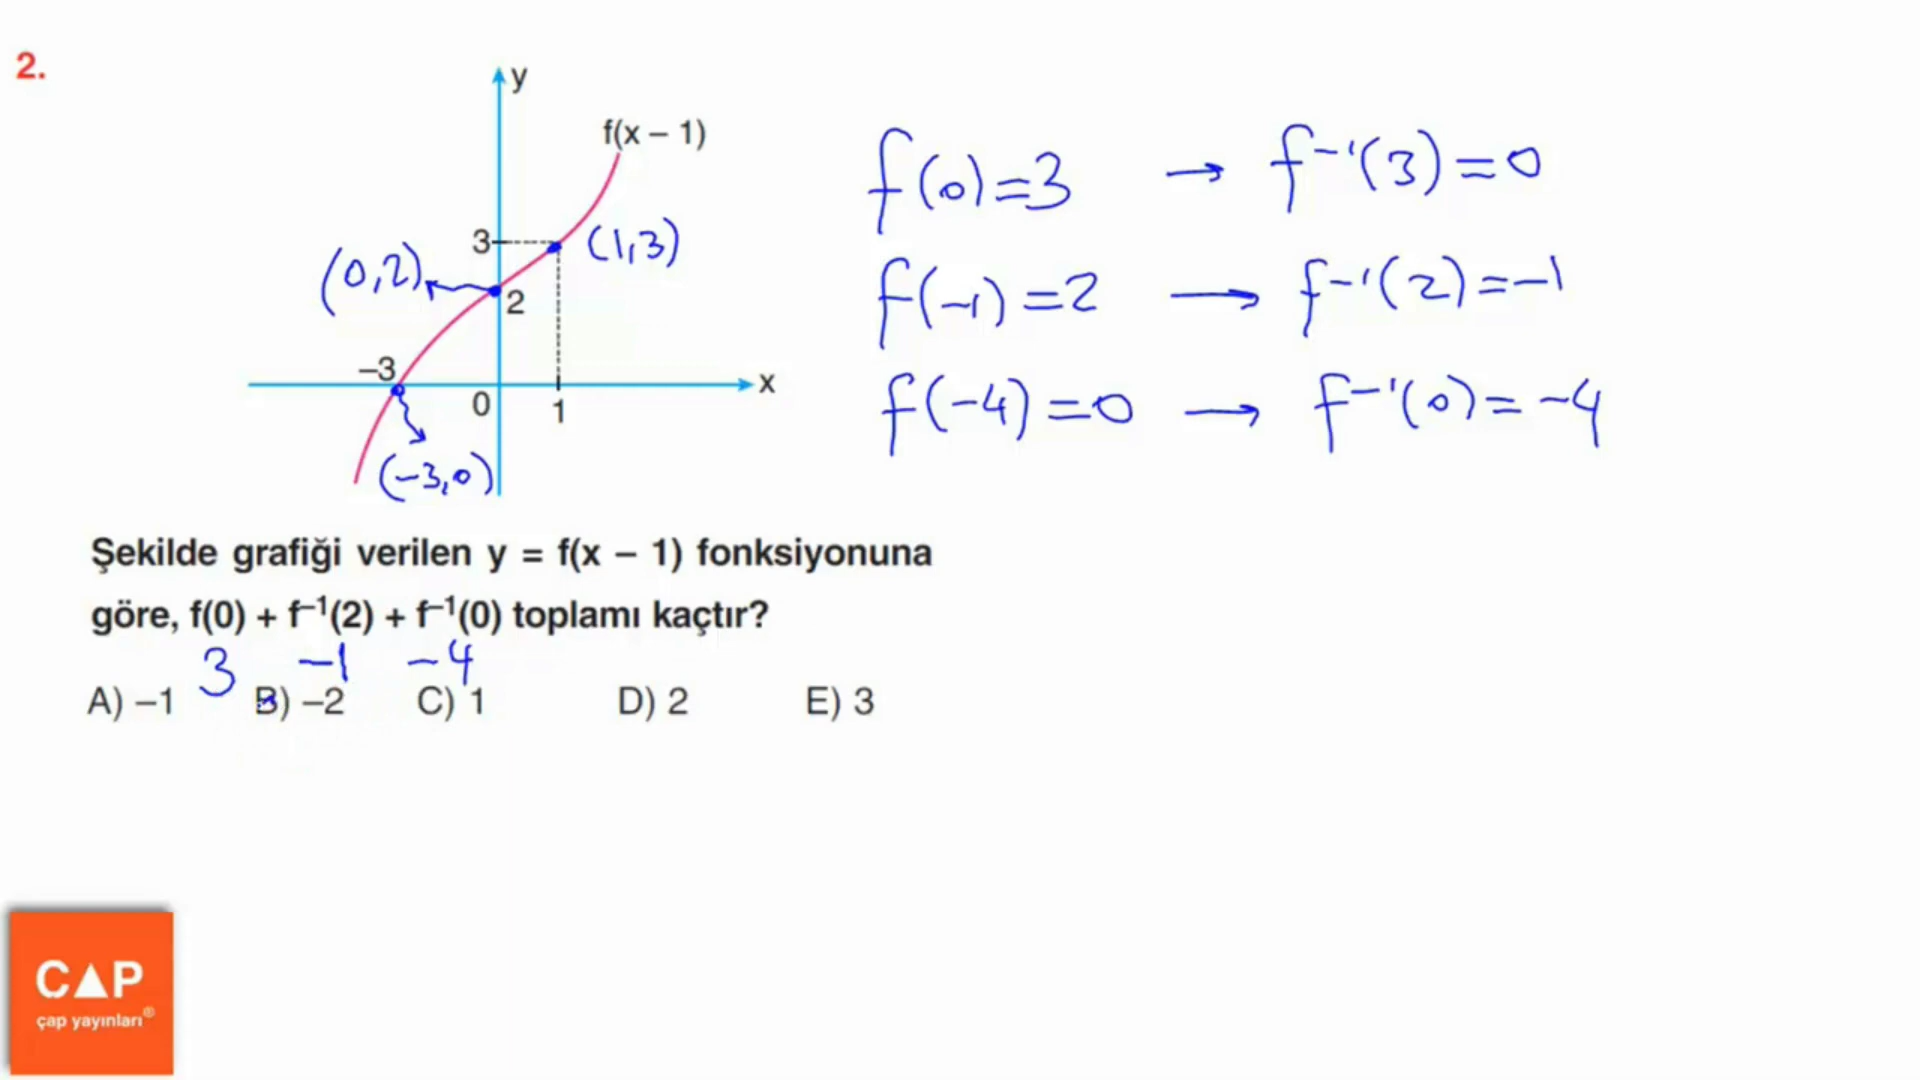 2.
y
f(x – 1)
3
(1,3)
(0,2)
2
–3
0
1
x
(-3,0)
f(0)=3 → f⁻¹(3)=0
f(-1)=2 → f⁻¹(2)=-1
f(-4)=0 → f⁻¹(0)=-4
Şekilde grafiği verilen y = f(x – 1) fonksiyonuna
göre, f(0) + f⁻¹(2) + f⁻¹(0) toplamı kaçtır?
3 -1 -4
A) –1 B) –2 C) 1 D) 2 E) 3
CAP
çap yayınları®